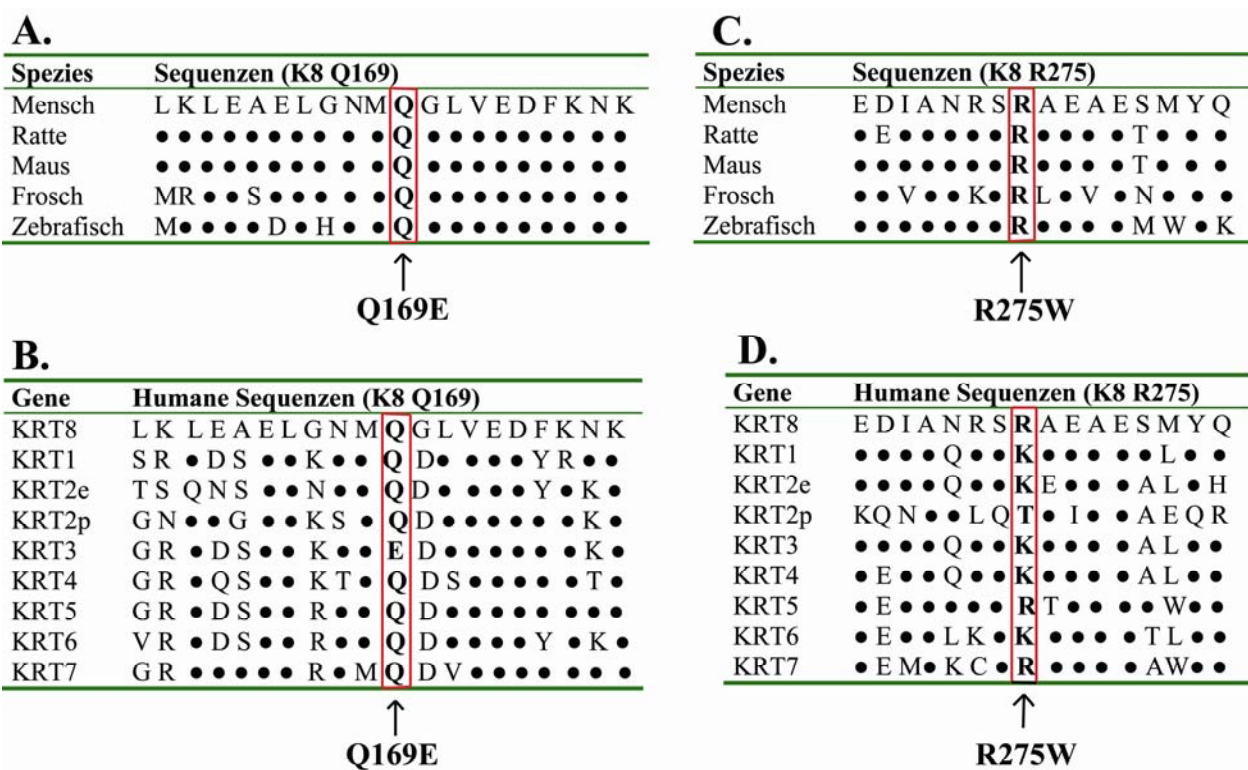 A.
Spezies Sequenzen (K8 Q169)
Mensch L K L E A E L G N M Q G L V E D F K N K
Ratte • • • • • • • • • • Q • • • • • • • • •
Maus • • • • • • • • • • Q • • • • • • • • •
Frosch M R • • S • • • • • Q • • • • • • • • •
Zebrafisch M • • • • D • H • • Q • • • • • • • • •
Q169E
B.
Gene Humane Sequenzen (K8 Q169)
KRT8 L K L E A E L G N M Q G L V E D F K N K
KRT1 S R • D S • • K • • Q D • • • • Y R • •
KRT2e T S Q N S • • N • • Q D • • • • Y • K •
KRT2p G N • • G • • K S • Q D • • • • • • K •
KRT3 G R • D S • • K • • E D • • • • • • K •
KRT4 G R • Q S • • K T • Q D S • • • • • T •
KRT5 G R • D S • • R • • Q D • • • • • • • •
KRT6 V R • D S • • R • • Q D • • • • Y • K •
KRT7 G R • • • • • R • M Q D V • • • • • • •
Q169E
C.
Spezies Sequenzen (K8 R275)
Mensch E D I A N R S R A E A E S M Y Q
Ratte • E • • • • • R • • • • T • • •
Maus • • • • • • • R • • • • T • • •
Frosch • • V • • K • R L • V • N • • •
Zebrafisch • • • • • • • R • • • • M W • K
R275W
D.
Gene Humane Sequenzen (K8 R275)
KRT8 E D I A N R S R A E A E S M Y Q
KRT1 • • • • Q • • K • • • • • L • •
KRT2e • • • • Q • • K E • • • A L • H
KRT2p K Q N • • L Q T • I • • A E Q R
KRT3 • • • • Q • • K • • • • A L • •
KRT4 • E • • Q • • K • • • • A L • •
KRT5 • E • • • • • R T • • • • W • •
KRT6 • E • • L K • K • • • • T L • •
KRT7 • E M • K C • R • • • • A W • •
R275W